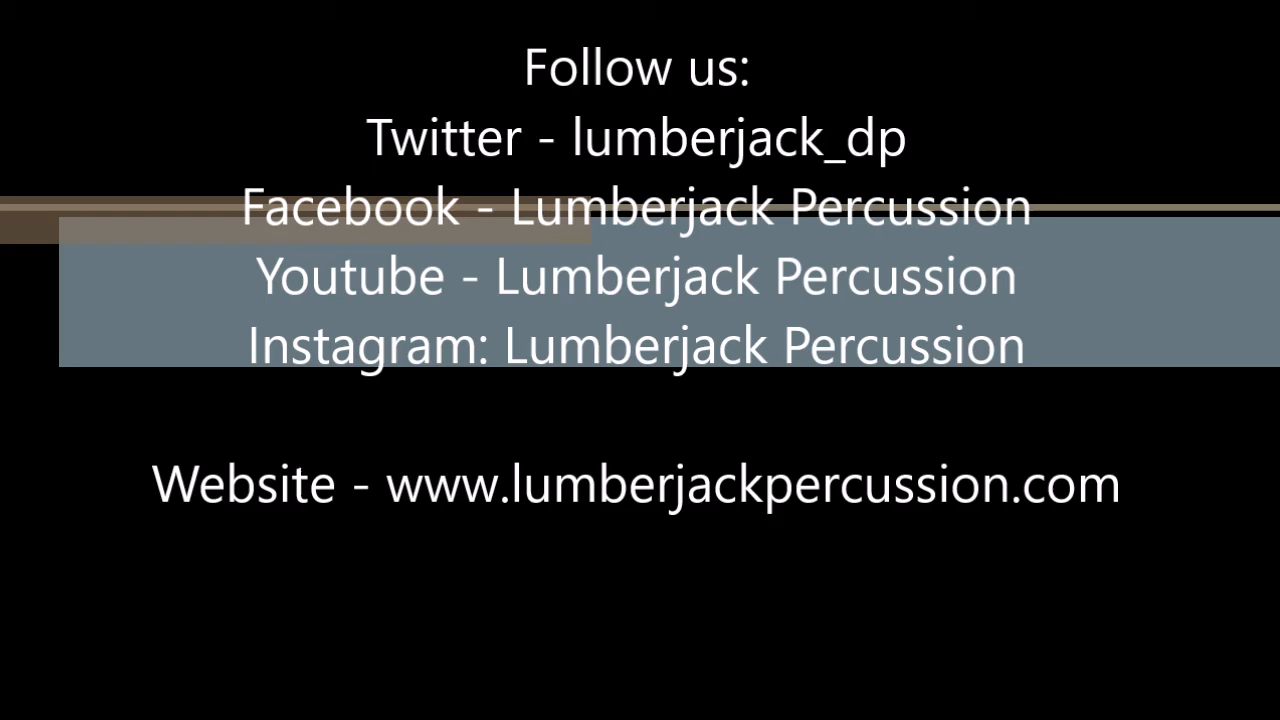 Follow us:
Twitter - lumberjack_dp
Facebook - Lumberjack Percussion
Youtube - Lumberjack Percussion
Instagram: Lumberjack Percussion
Website - www.lumberjackpercussion.com